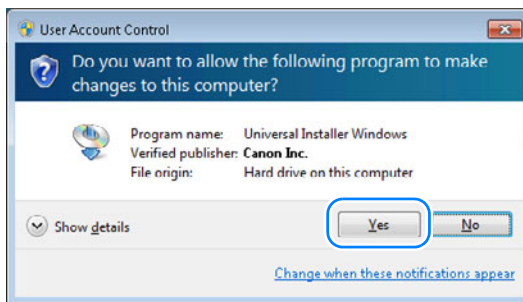 User Account Control
Do you want to allow the following program to make
changes to this computer?
Program name: Universal Installer Windows
Verified publisher: Canon Inc.
File origin: Hard drive on this computer
Show details
Yes
No
Change when these notifications appear